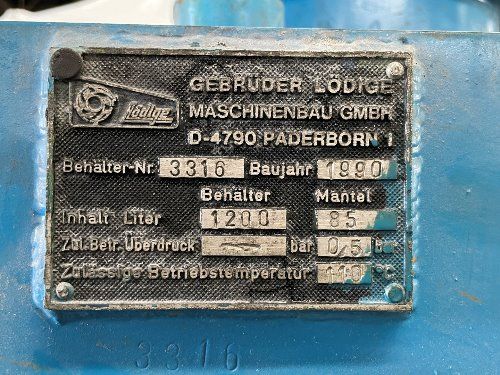 Lödige
GEBRÜDER LÖDIGE
MASCHINENBAU GMBH
D-4790 PADERBORN 1
Behälter-Nr. 3316 Baujahr 1990
Behälter Mantel
Inhalt Liter 1200 85
Zul. Betr. Überdruck - bar 0,5
Zulässige Betriebstemperatur 110 °C
3316